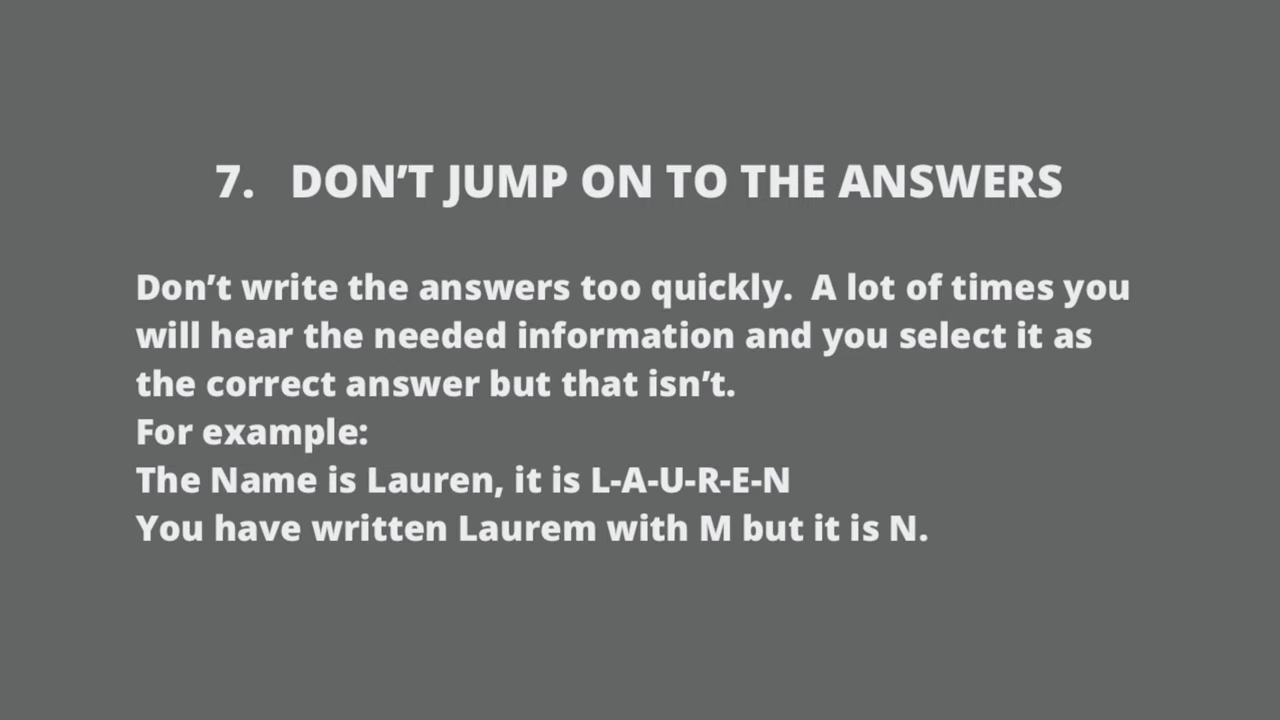 7. DON’T JUMP ON TO THE ANSWERS
Don’t write the answers too quickly. A lot of times you
will hear the needed information and you select it as
the correct answer but that isn’t.
For example:
The Name is Lauren, it is L-A-U-R-E-N
You have written Laurem with M but it is N.